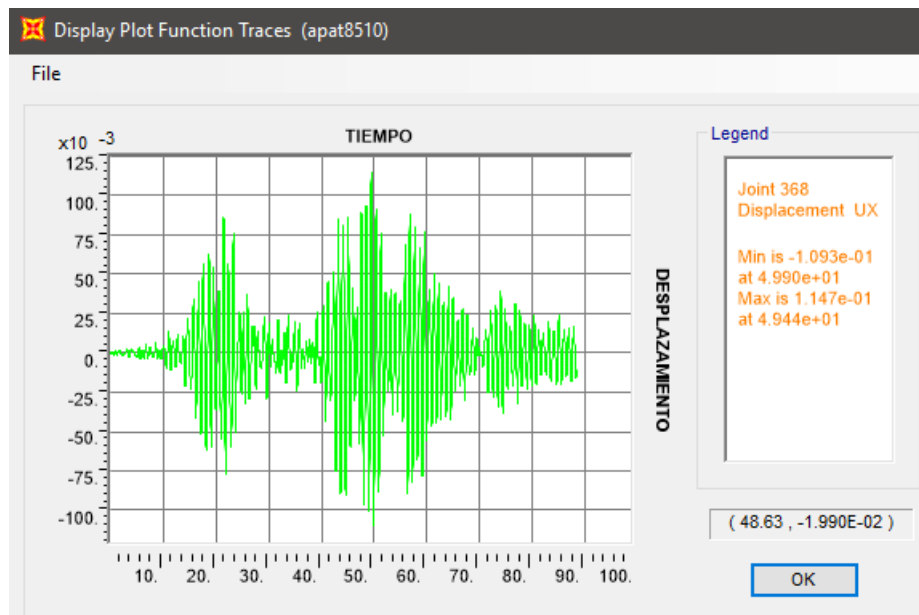 Display Plot Function Traces (apat8510)
File
x10 -3
TIEMPO
125.
100.
75.
50.
25.
0.
-25.
-50.
-75.
-100.
10. 20. 30. 40. 50. 60. 70. 80. 90. 100.
DESPLAZAMIENTO
Legend
Joint 368
Displacement UX
Min is -1.093e-01
at 4.990e+01
Max is 1.147e-01
at 4.944e+01
( 48.63 , -1.990E-02 )
OK